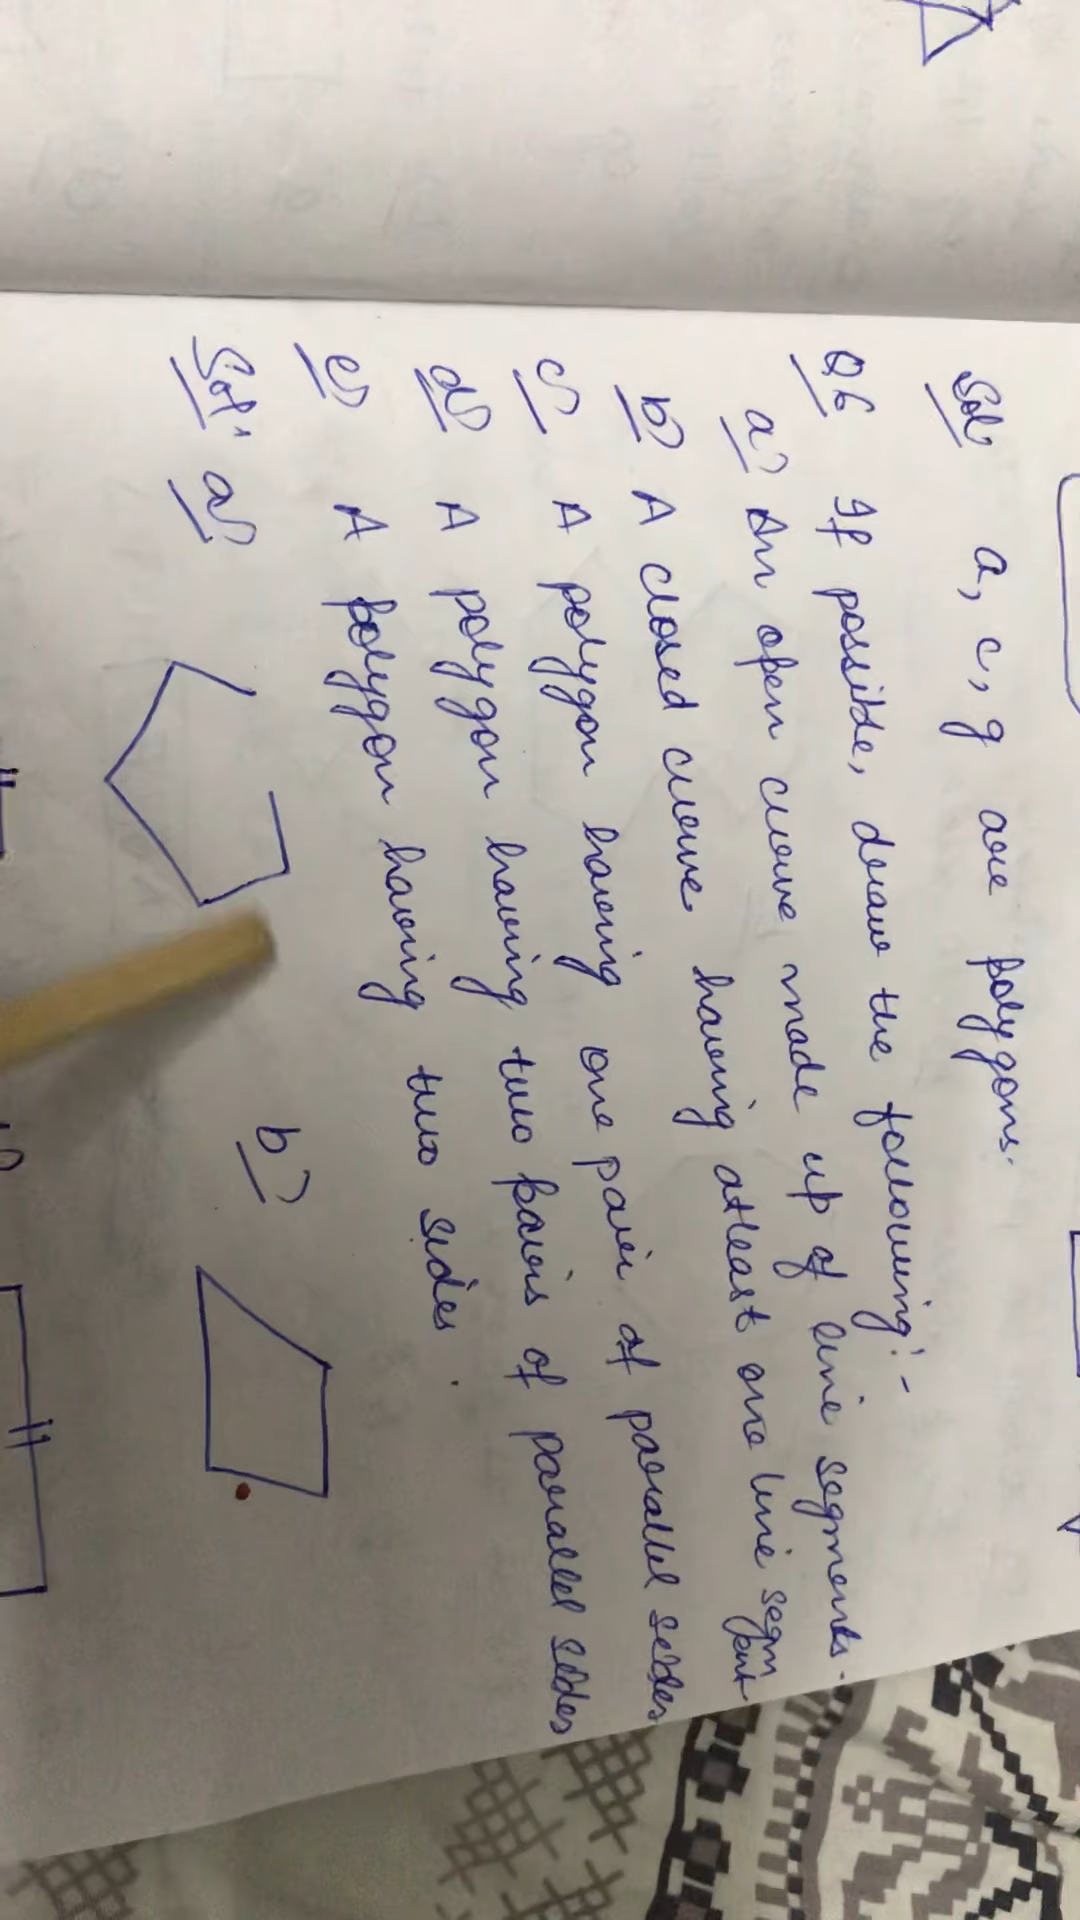 Sol. a, c, g are polygons.
Q6 If possible, draw the following:-
a) An open curve made up of line segments.
b) A closed curve having atleast one line segment
c) A polygon having one pair of parallel sides
d) A polygon having two pairs of parallel sides
e) A polygon having two sides.
Sol. a) b)